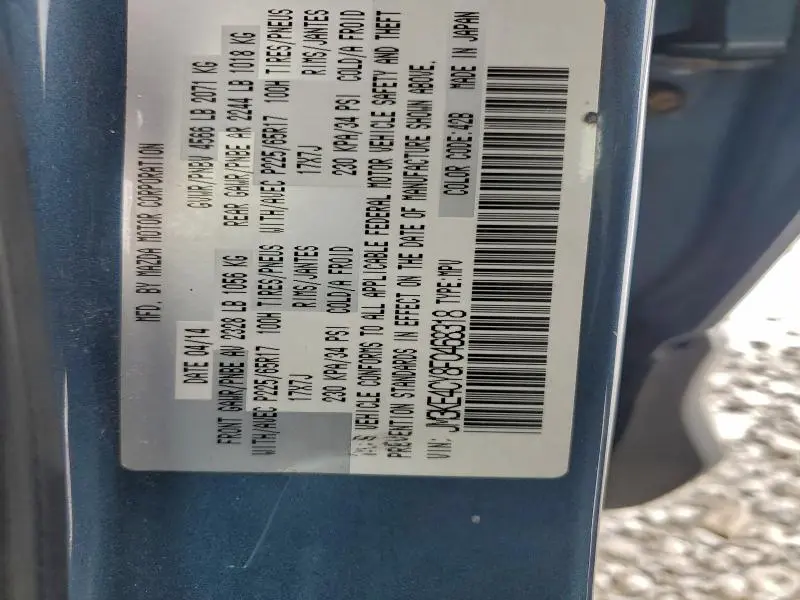 MFD. BY MAZDA MOTOR CORPORATION
DATE 04/14 GVWR/PNBV 4566 LB 2071 KG
FRONT GAWR/PNBE AV 2328 LB 1056 KG REAR GAWR/PNBE AR 2244 LB 1018 KG
WITH/AVEC P225/65R17 100H TIRES/PNEUS WITH/AVEC P225/65R17 100H TIRES/PNEUS
17X7J RIMS/JANTES 17X7J RIMS/JANTES
230 KPA/34 PSI COLD/A FROID 230 KPA/34 PSI COLD/A FROID
VEHICLE CONFORMS TO ALL APPLICABLE FEDERAL MOTOR VEHICLE SAFETY AND THEFT
PREVENTION STANDARDS IN EFFECT ON THE DATE OF MANUFACTURE SHOWN ABOVE.
VIN: JM3KE4CY8F0468318 TYPE:MPV COLOR CODE:42B MADE IN JAPAN